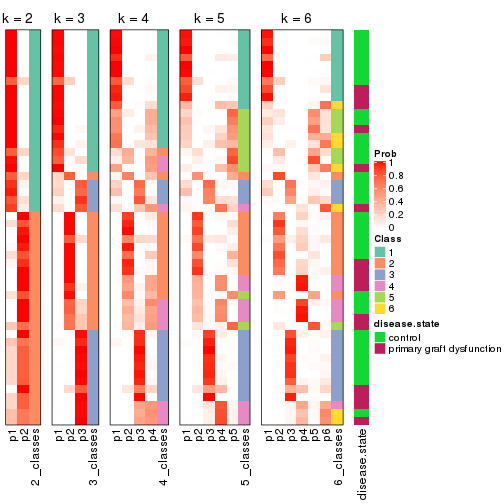 k = 2
k = 3
k = 4
k = 5
k = 6
Prob
1
0.8
0.6
0.4
0.2
0
Class
1
2
3
4
5
6
disease.state
control
primary graft dysfunction
p1
p2
2_classes
p1
p2
p3
3_classes
p1
p2
p3
p4
4_classes
p1
p2
p3
p4
p5
5_classes
p1
p2
p3
p4
p5
p6
6_classes
disease.state